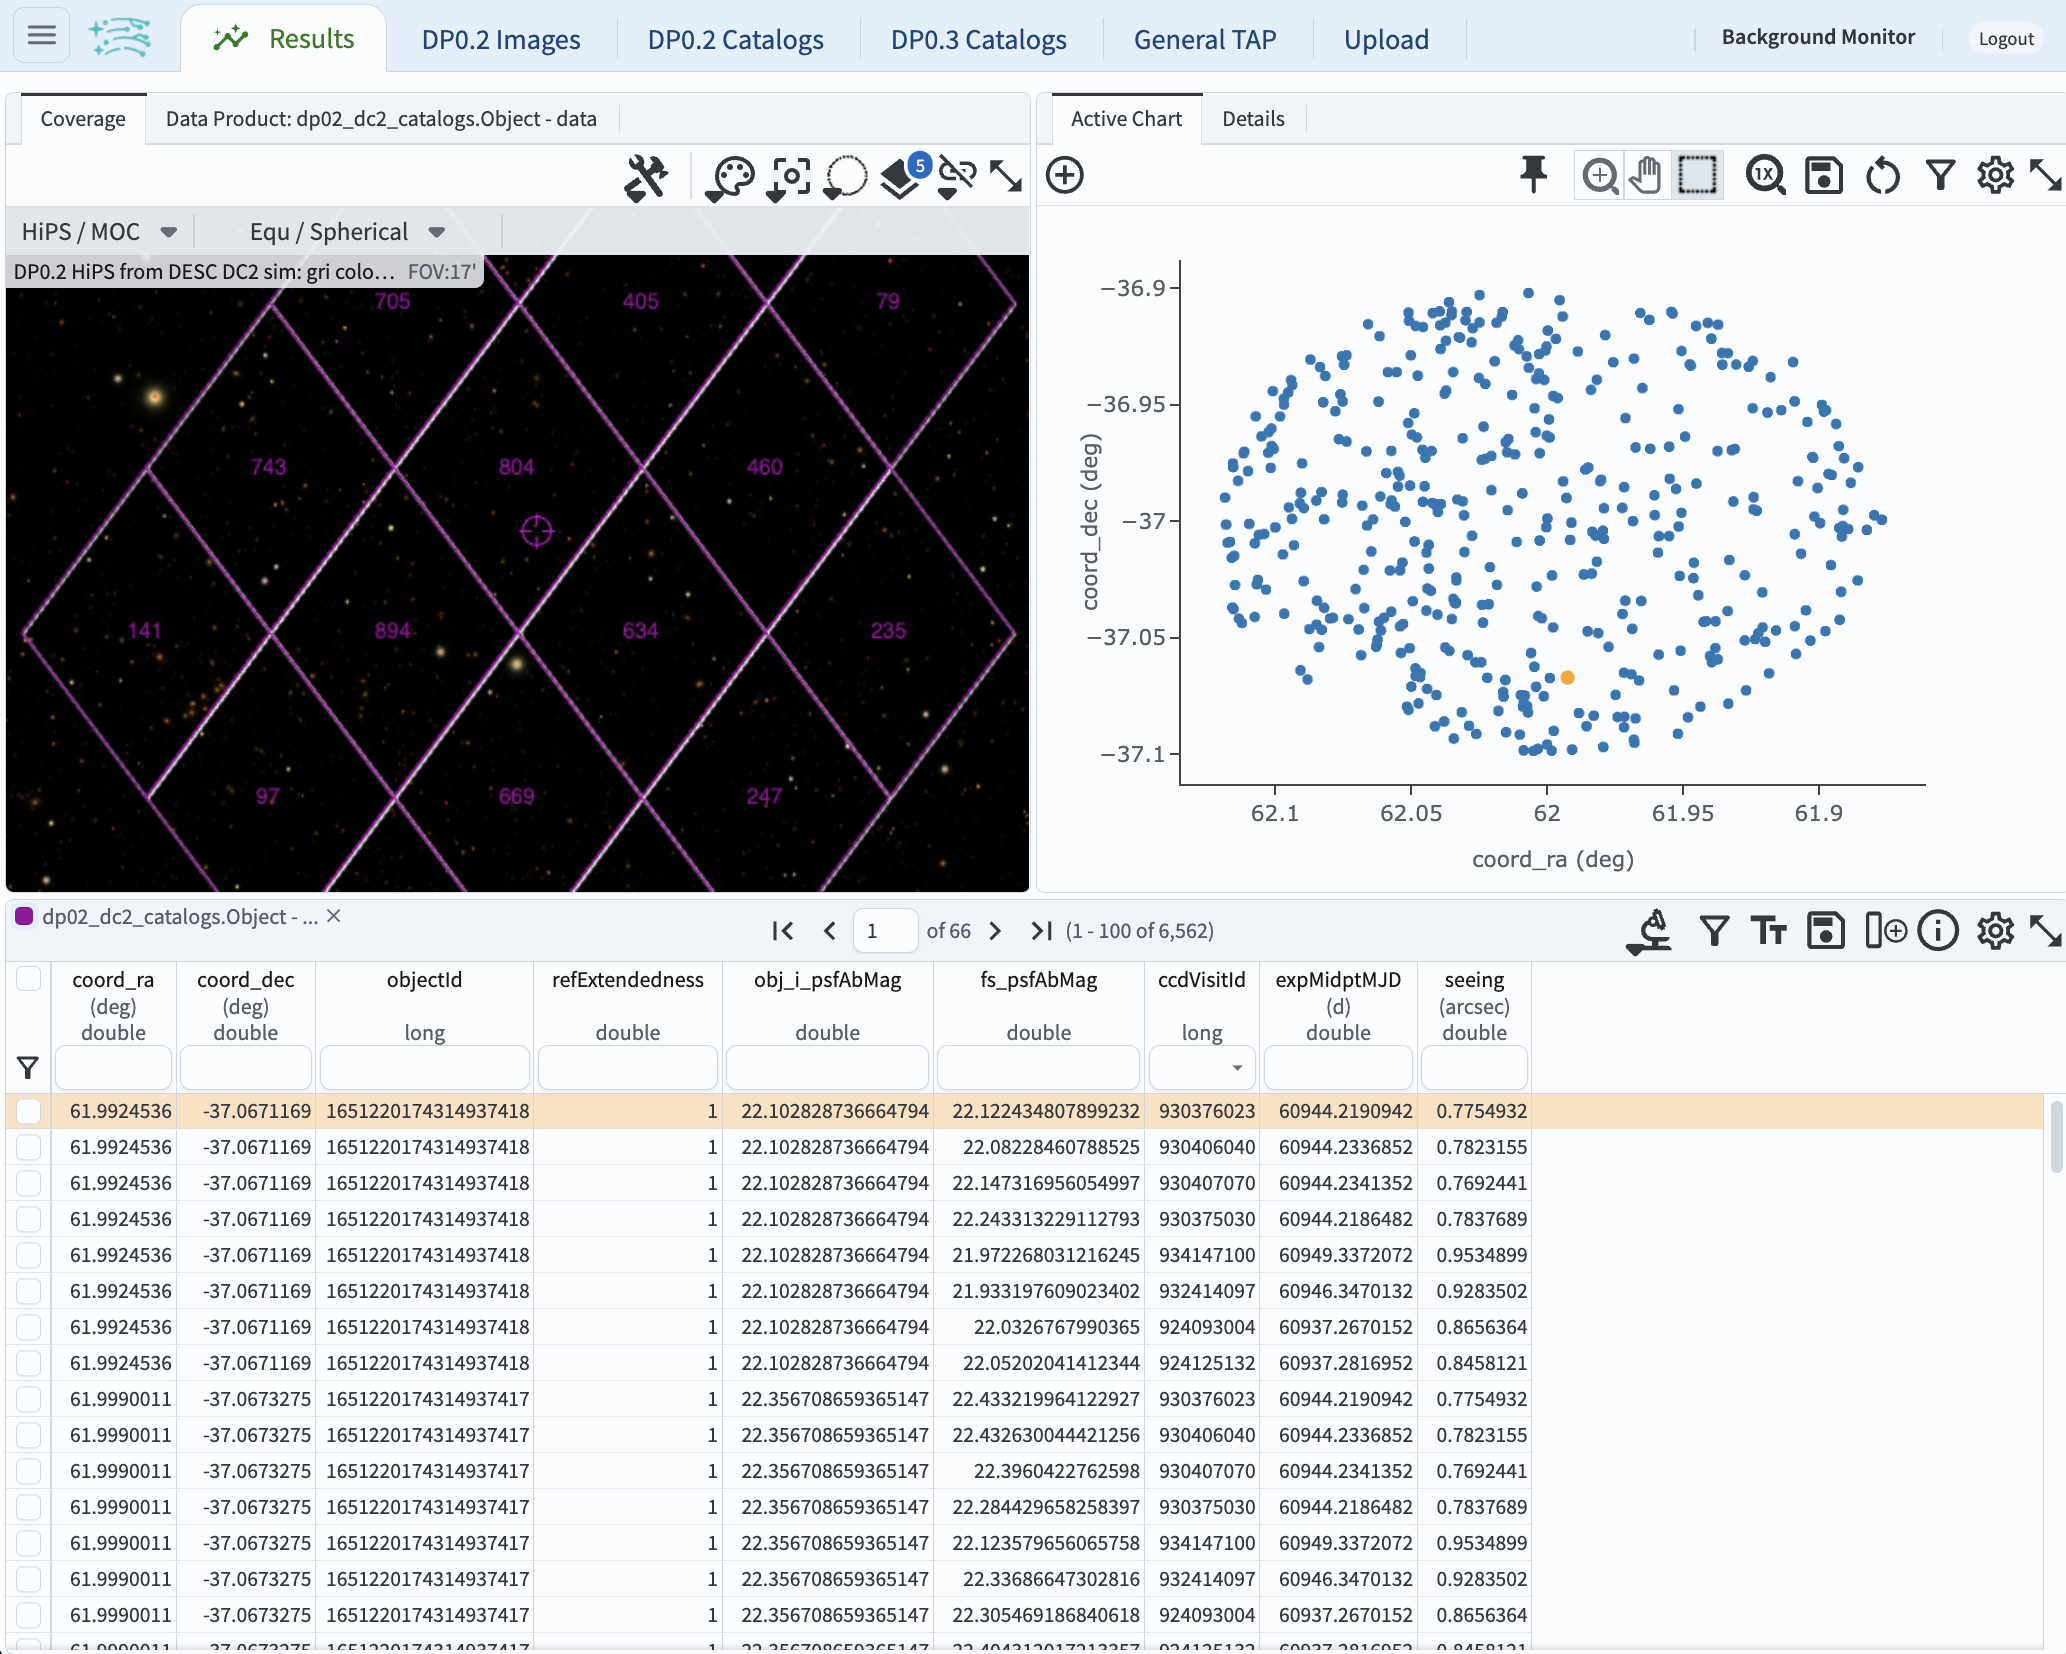 Results
DP0.2 Images
DP0.2 Catalogs
DP0.3 Catalogs
General TAP
Upload
Background Monitor
Logout
Coverage
Data Product: dp02_dc2_catalogs.Object - data
5
HiPS / MOC
Equ / Spherical
DP0.2 HiPS from DESC DC2 sim: gri colo... FOV:17'
705 405 79
743 804 460
141 894 634 235
97 669 247
Active Chart
Details
1X
−36.9
−36.95
−37
−37.05
−37.1
coord_dec (deg)
62.1 62.05 62 61.95 61.9
coord_ra (deg)
dp02_dc2_catalogs.Object - ...
1 of 66 (1 - 100 of 6,562)
coord_ra coord_dec objectId refExtendedness obj_i_psfAbMag fs_psfAbMag ccdVisitId expMidptMJD seeing
(deg) (deg) (d) (arcsec)
double double long double double double long double double
61.9924536 -37.0671169 1651220174314937418 1 22.102828736664794 22.122434807899232 930376023 60944.2190942 0.7754932
61.9924536 -37.0671169 1651220174314937418 1 22.102828736664794 22.08228460788525 930406040 60944.2336852 0.7823155
61.9924536 -37.0671169 1651220174314937418 1 22.102828736664794 22.147316956054997 930407070 60944.2341352 0.7692441
61.9924536 -37.0671169 1651220174314937418 1 22.102828736664794 22.243313229112793 930375030 60944.2186482 0.7837689
61.9924536 -37.0671169 1651220174314937418 1 22.102828736664794 21.972268031216245 934147100 60949.3372072 0.9534899
61.9924536 -37.0671169 1651220174314937418 1 22.102828736664794 21.933197609023402 932414097 60946.3470132 0.9283502
61.9924536 -37.0671169 1651220174314937418 1 22.102828736664794 22.0326767990365 924093004 60937.2670152 0.8656364
61.9924536 -37.0671169 1651220174314937418 1 22.102828736664794 22.05202041412344 924125132 60937.2816952 0.8458121
61.9990011 -37.0673275 1651220174314937417 1 22.356708659365147 22.433219964122927 930376023 60944.2190942 0.7754932
61.9990011 -37.0673275 1651220174314937417 1 22.356708659365147 22.432630044421256 930406040 60944.2336852 0.7823155
61.9990011 -37.0673275 1651220174314937417 1 22.356708659365147 22.3960422762598 930407070 60944.2341352 0.7692441
61.9990011 -37.0673275 1651220174314937417 1 22.356708659365147 22.284429658258397 930375030 60944.2186482 0.7837689
61.9990011 -37.0673275 1651220174314937417 1 22.356708659365147 22.123579656065758 934147100 60949.3372072 0.9534899
61.9990011 -37.0673275 1651220174314937417 1 22.356708659365147 22.33686647302816 932414097 60946.3470132 0.9283502
61.9990011 -37.0673275 1651220174314937417 1 22.356708659365147 22.305469186840618 924093004 60937.2670152 0.8656364